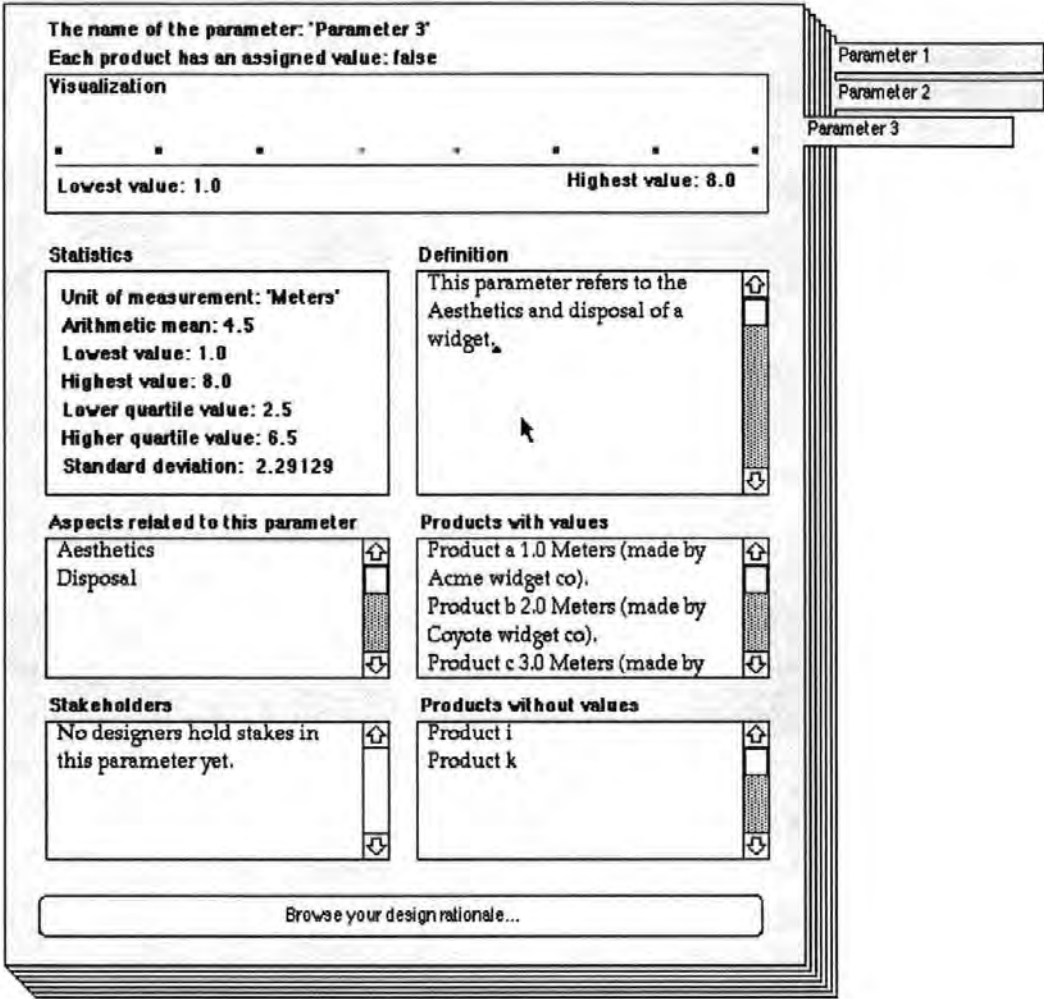 The name of the parameter: 'Parameter 3'
Each product has an assigned value: false
Visualization
Lowest value: 1.0
Highest value: 8.0
Parameter 1
Parameter 2
Parameter 3
Statistics
Unit of measurement: 'Meters'
Arithmetic mean: 4.5
Lowest value: 1.0
Highest value: 8.0
Lower quartile value: 2.5
Higher quartile value: 6.5
Standard deviation: 2.29129
Definition
This parameter refers to the
Aesthetics and disposal of a
widget.
Aspects related to this parameter
Aesthetics
Disposal
Products with values
Product a 1.0 Meters (made by
Acme widget co).
Product b 2.0 Meters (made by
Coyote widget co).
Product c 3.0 Meters (made by
Stakeholders
No designers hold stakes in
this parameter yet.
Products without values
Product i
Product k
Browse your design rationale...